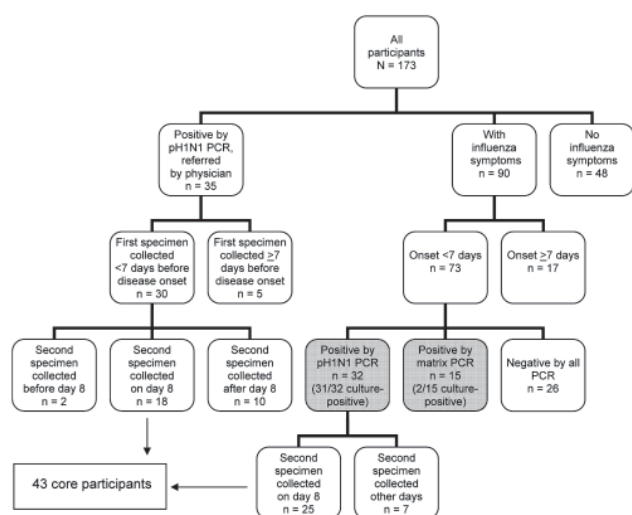 All
participants
N = 173
Positive by
pH1N1 PCR,
referred
by physician
n = 35
With
influenza
symptoms
n = 90
No
influenza
symptoms
n = 48
First specimen
collected
<7 days before
disease onset
n = 30
First specimen
collected ≥7
days before
disease onset
n = 5
Onset <7 days
n = 73
Onset ≥7 days
n = 17
Second
specimen
collected
before day 8
n = 2
Second
specimen
collected
on day 8
n = 18
Second
specimen
collected
after day 8
n = 10
Positive by
pH1N1 PCR
n = 32
(31/32 culture-
positive)
Positive by
matrix PCR
n = 15
(2/15 culture-
positive)
Negative by all
PCR
n = 26
43 core participants
Second
specimen
collected
on day 8
n = 25
Second
specimen
collected
other days
n = 7